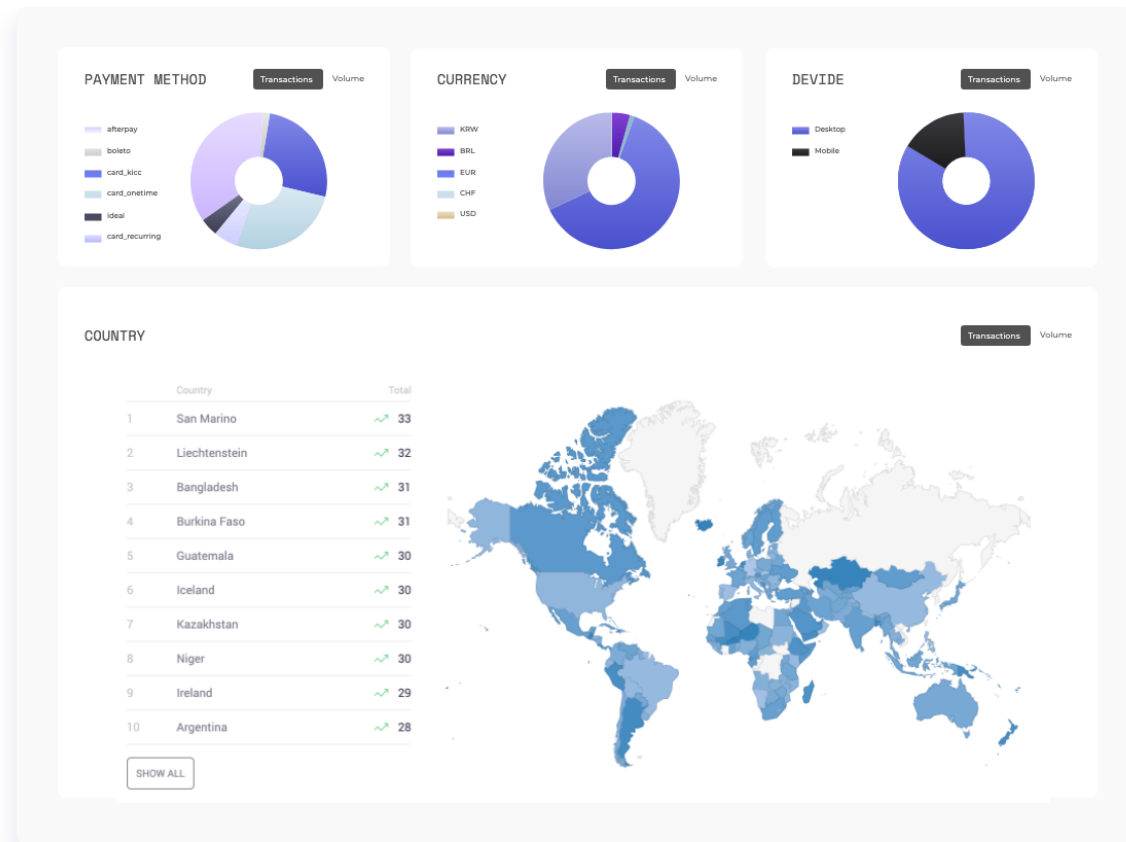 PAYMENT METHOD
Transactions Volume
afterpay
boleto
card_kicc
card_onetime
ideal
card_recurring
CURRENCY
Transactions Volume
KRW
BRL
EUR
CHF
USD
DEVIDE
Transactions Volume
Desktop
Mobile
COUNTRY
Transactions Volume
Country Total
1 San Marino 33
2 Liechtenstein 32
3 Bangladesh 31
4 Burkina Faso 31
5 Guatemala 30
6 Iceland 30
7 Kazakhstan 30
8 Niger 30
9 Ireland 29
10 Argentina 28
SHOW ALL